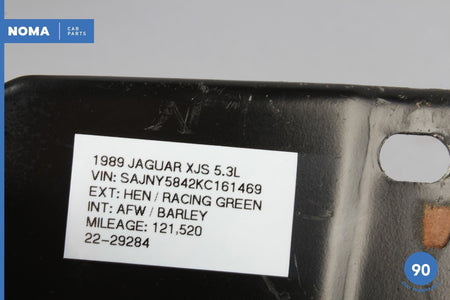 NOMA
CAR
PARTS
N
1989 JAGUAR XJS 5.3L
VIN: SAJNY5842KC161469
EXT: HEN / RACING GREEN
INT: AFW / BARLEY
MILEAGE: 121,520
22-29284
90